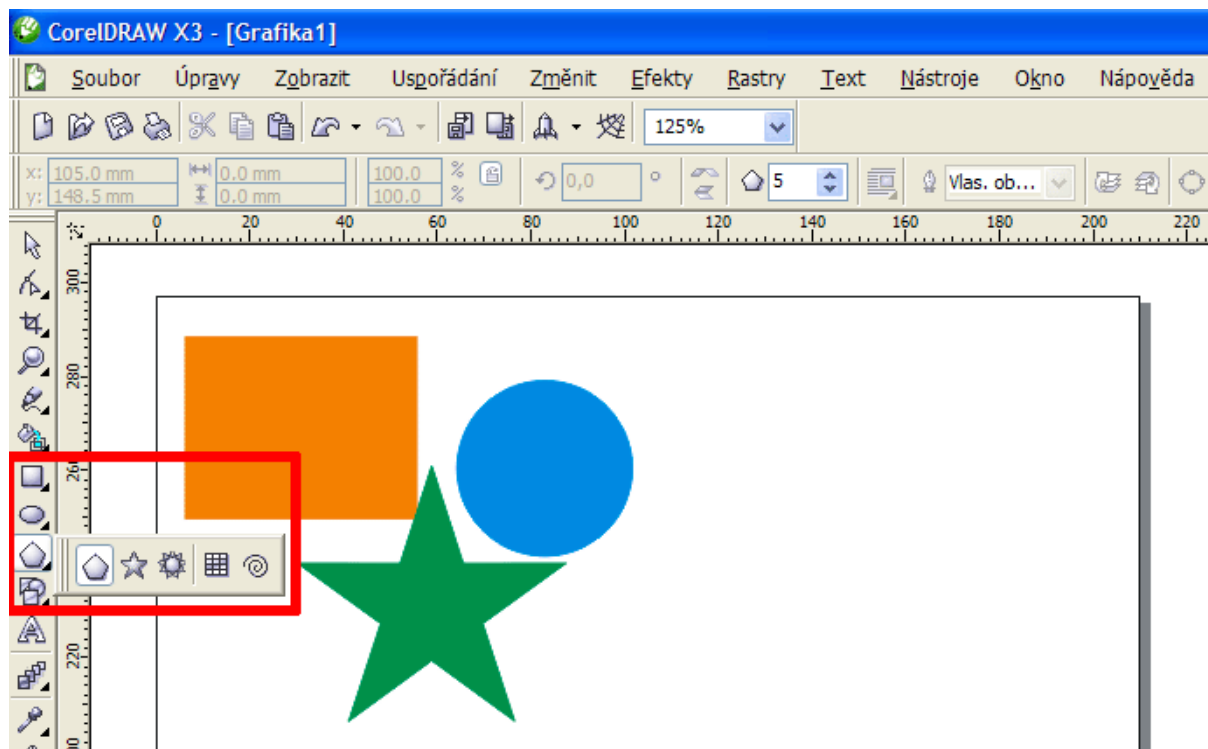 CorelDRAW X3 - [Grafika1]
Soubor Úpravy Zobrazit Uspořádání Změnit Efekty Rastry Text Nástroje Okno Nápověda
125%
x: 105.0 mm 0.0 mm 100.0 % 0,0 ° 5 Vlas. ob...
y: 148.5 mm 0.0 mm 100.0 %
0 20 40 60 80 100 120 140 160 180 200 220
300
280
260
220